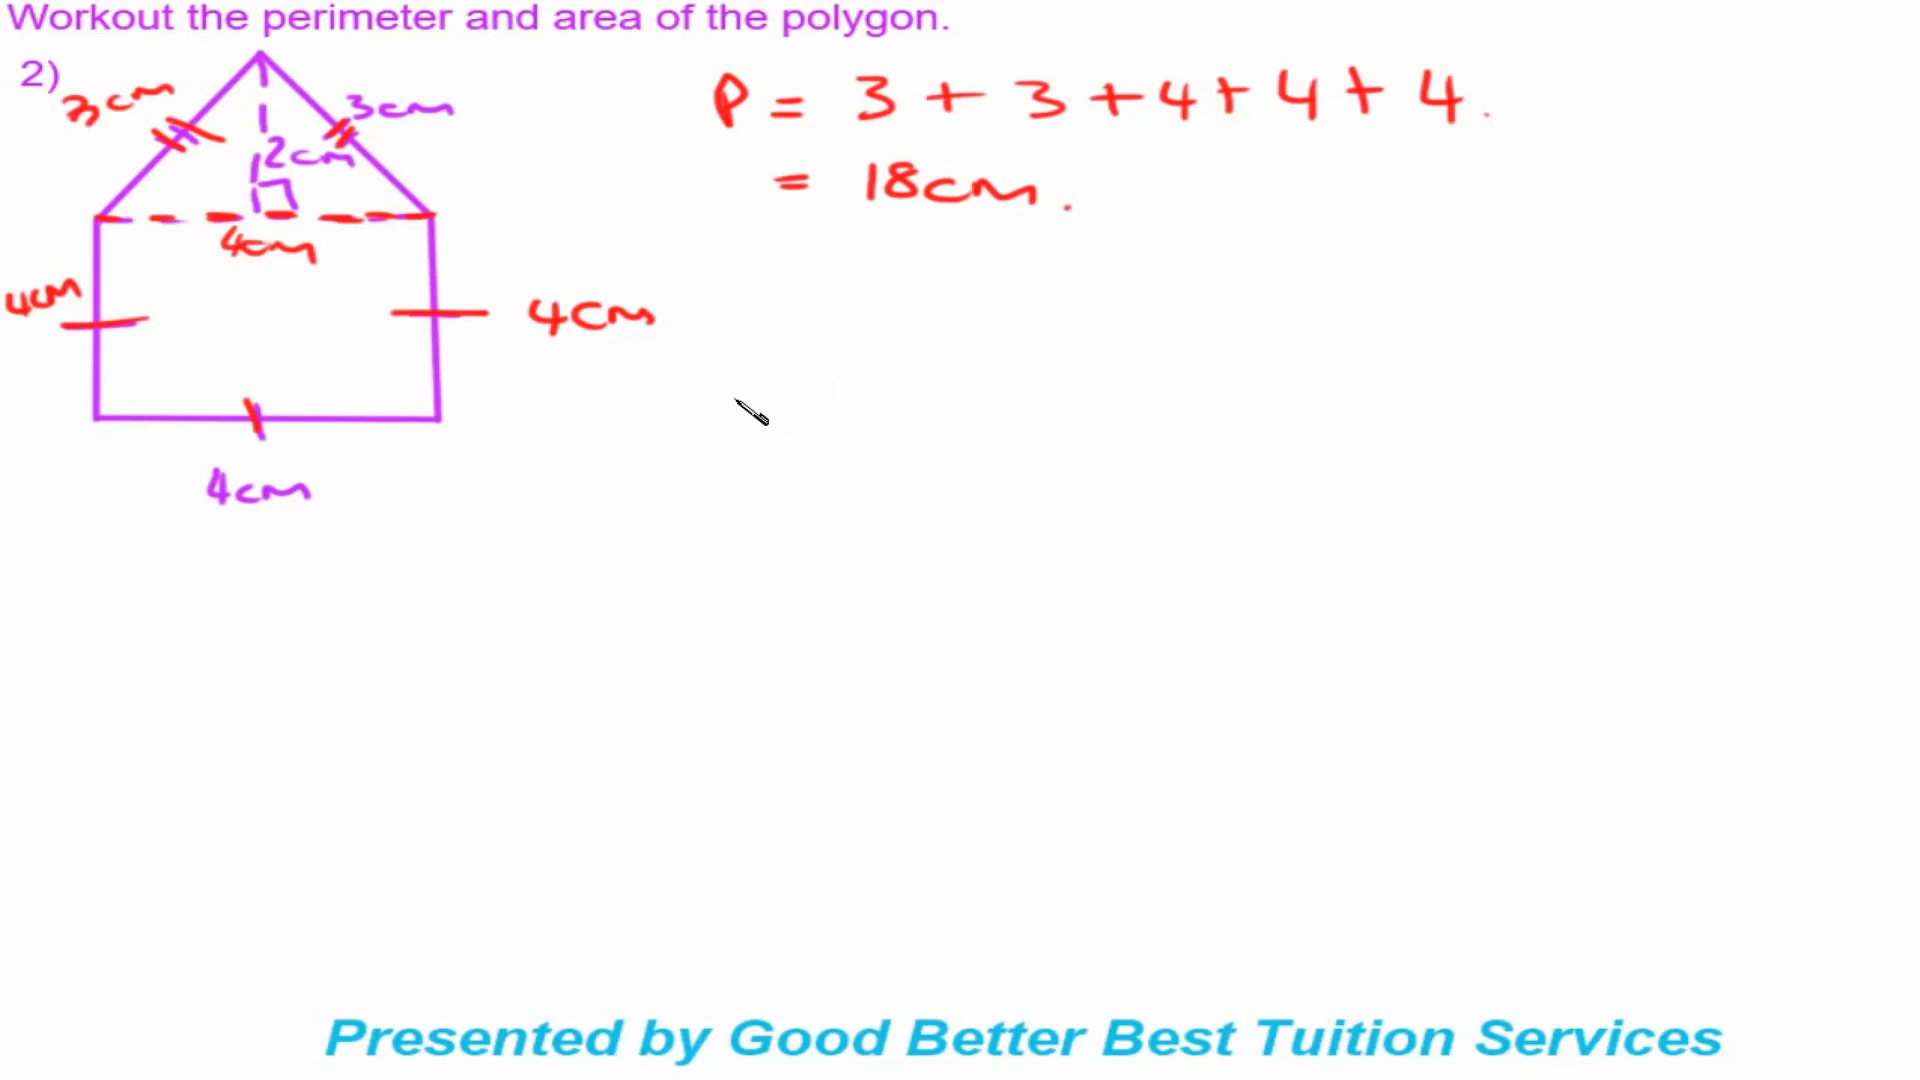 Workout the perimeter and area of the polygon.
2)
3cm
3cm
2cm
4cm
4cm
4cm
4cm
P = 3 + 3 + 4 + 4 + 4.
= 18cm.
Presented by Good Better Best Tuition Services